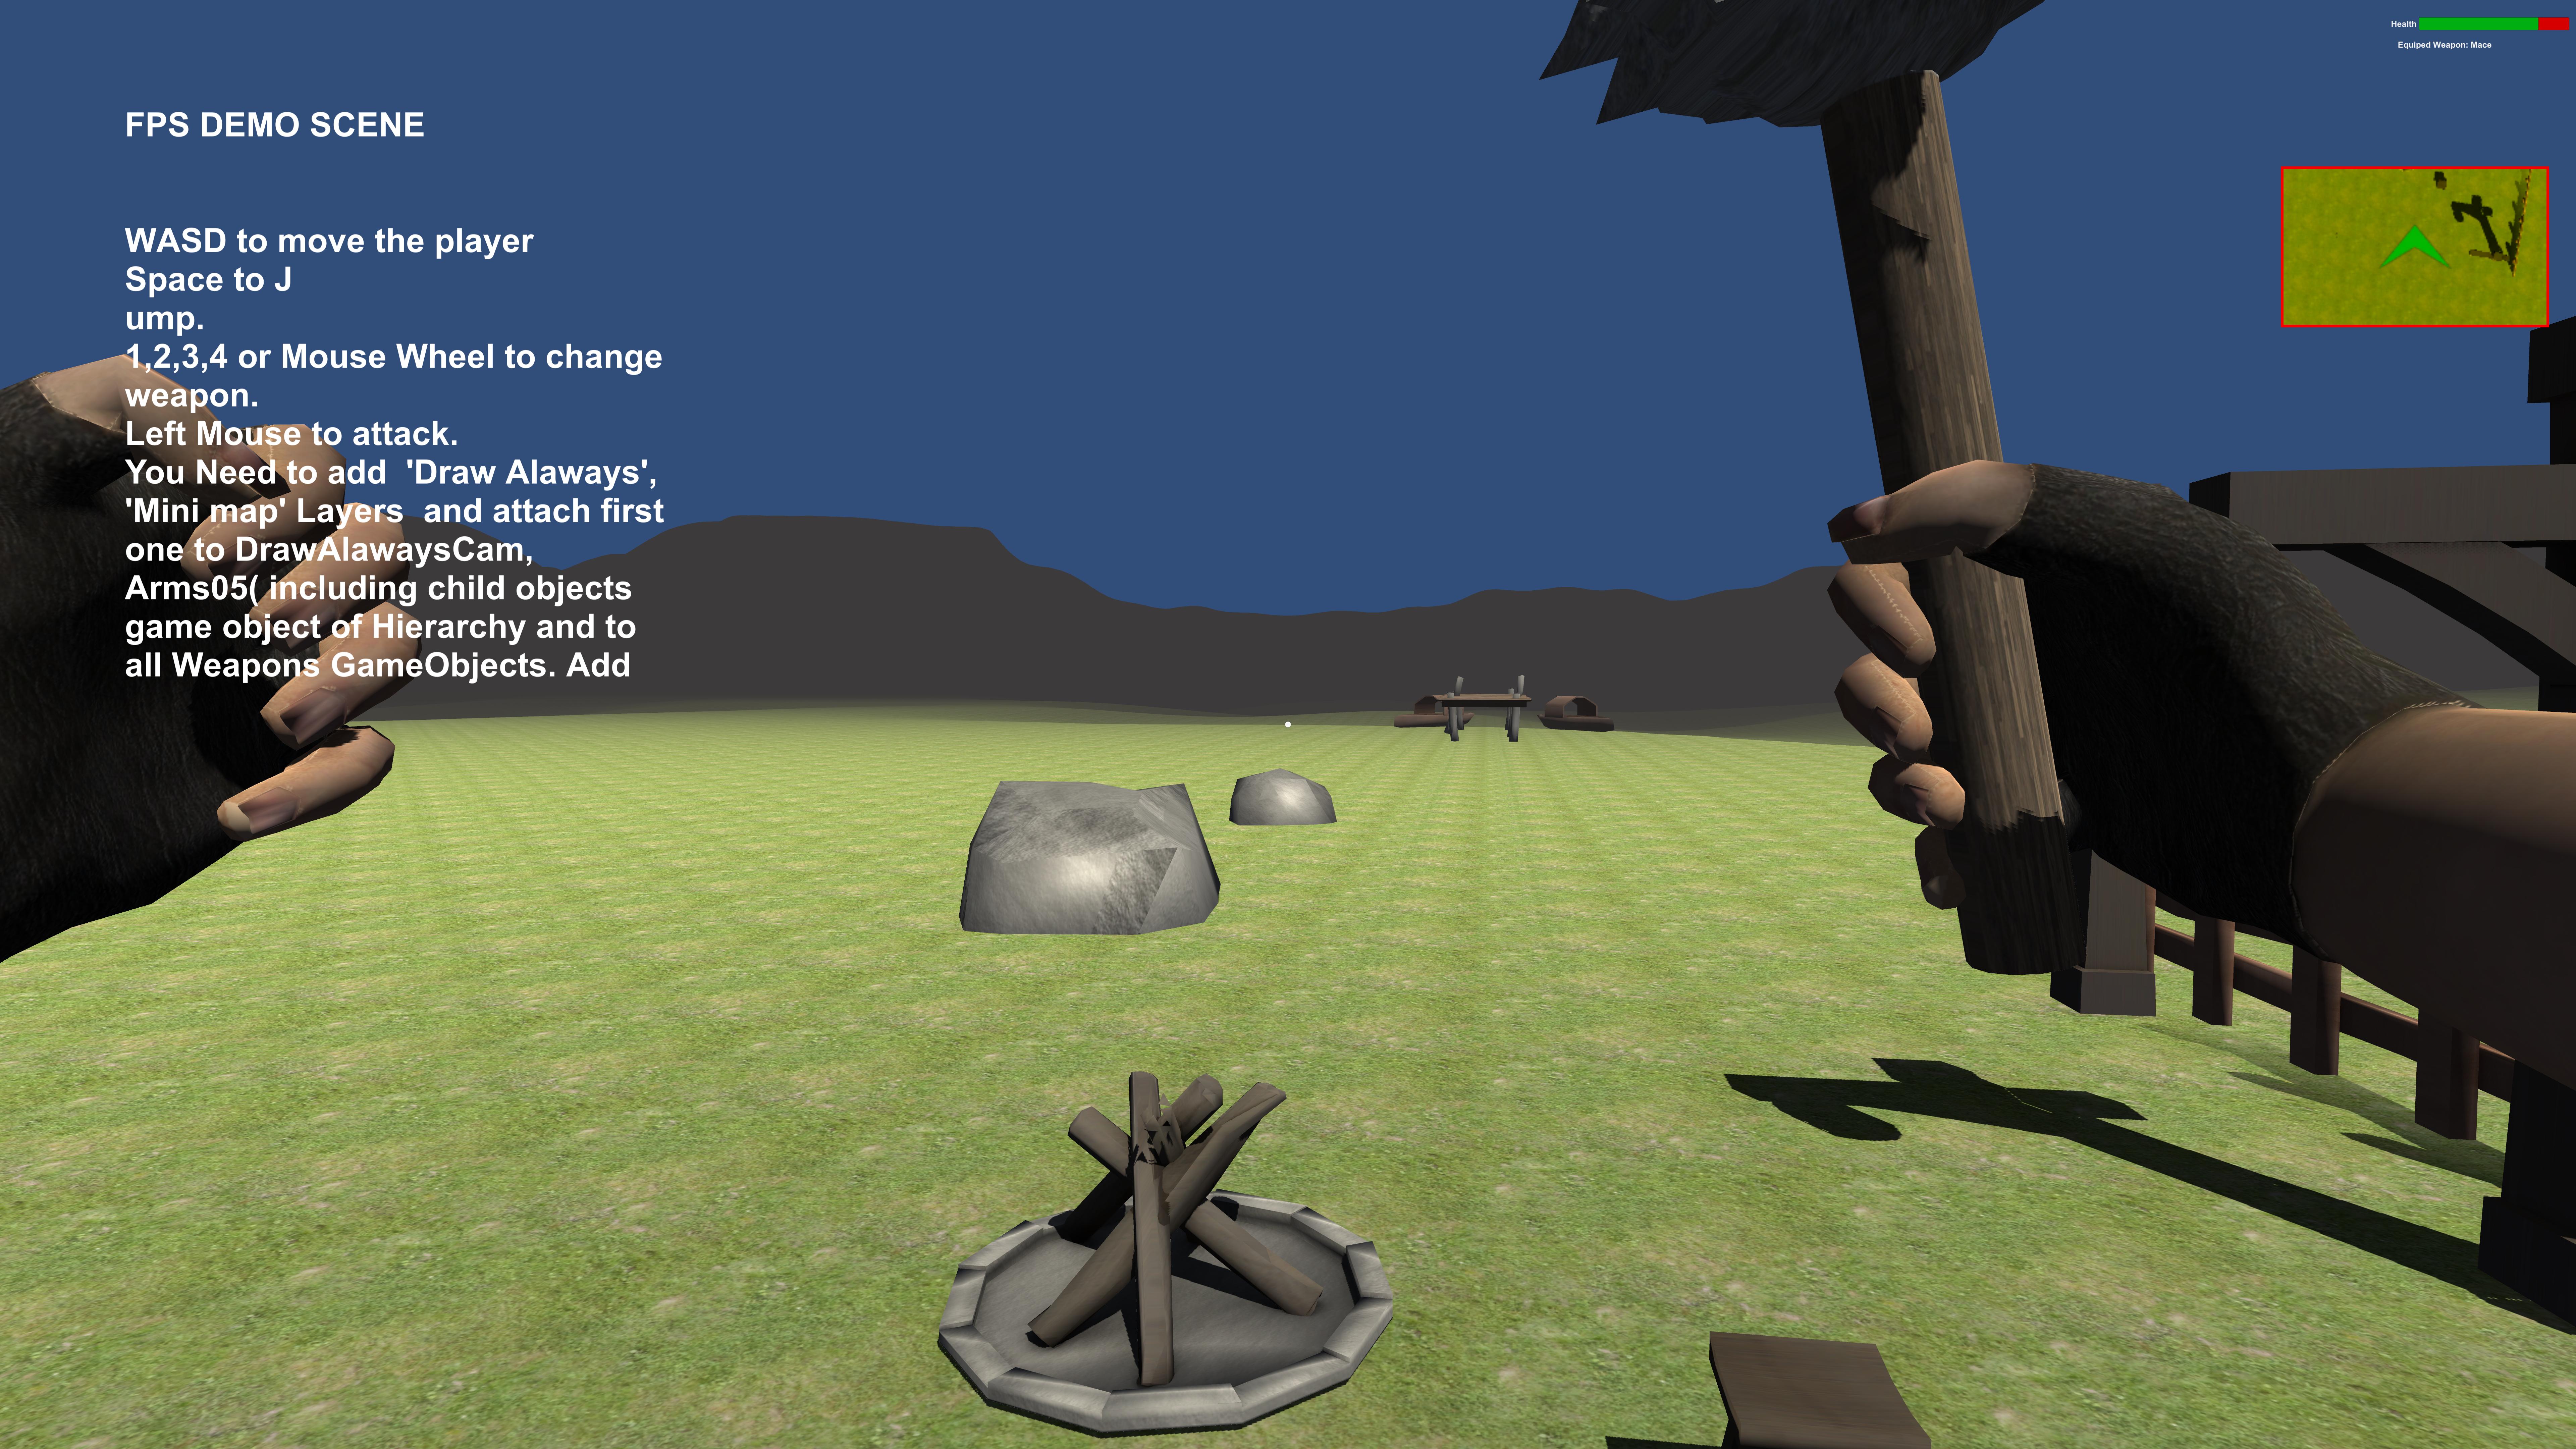 Health
Equiped Weapon: Mace
FPS DEMO SCENE
WASD to move the player
Space to J
ump.
1,2,3,4 or Mouse Wheel to change
weapon.
Left Mouse to attack.
You Need to add  'Draw Alaways',
'Mini map' Layers  and attach first
one to DrawAlawaysCam,
Arms05( including child objects
game object of Hierarchy and to
all Weapons GameObjects. Add